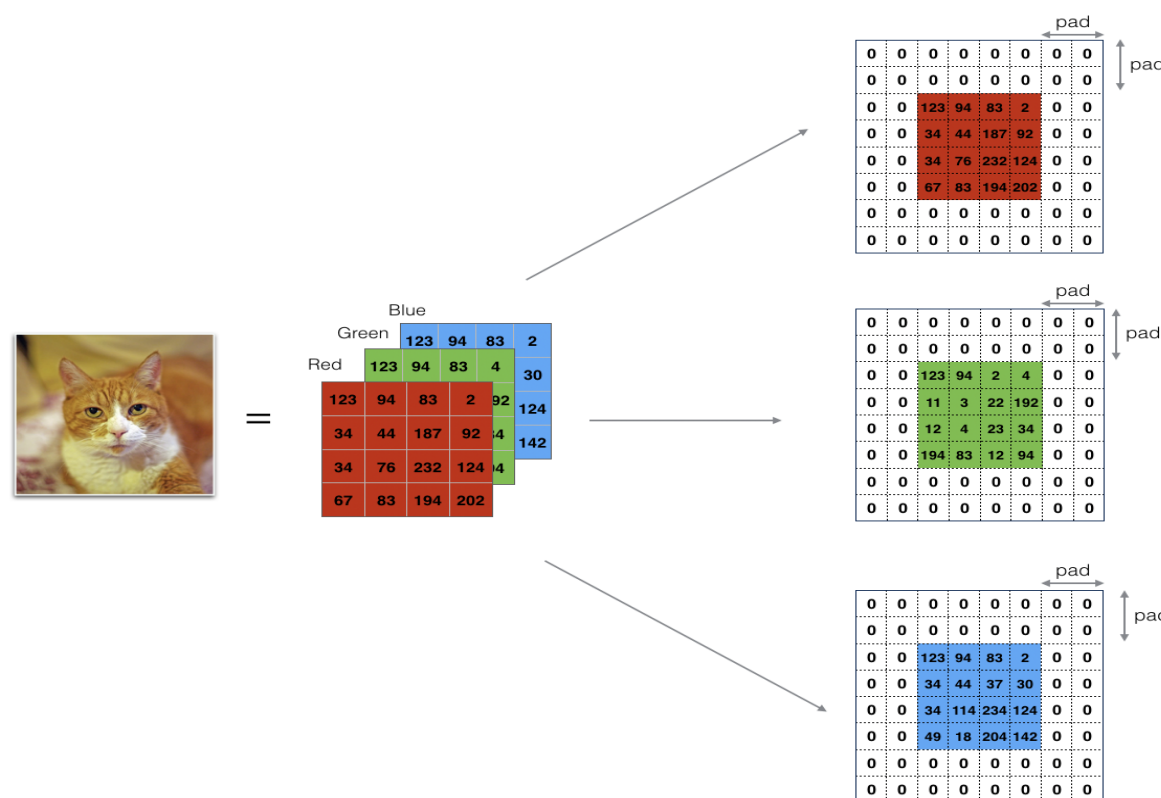 pad
0 0 0 0 0 0 0 0
pad
0 0 0 0 0 0 0 0
0 0 123 94 83 2 0 0
0 0 34 44 187 92 0 0
0 0 34 76 232 124 0 0
0 0 67 83 194 202 0 0
0 0 0 0 0 0 0 0
0 0 0 0 0 0 0 0
Blue
123 94 83 2
30
124
142
Green
123 94 83 4
92
Red
123 94 83 2
34 44 187 92
34 76 232 124
67 83 194 202
=
pad
0 0 0 0 0 0 0 0
pad
0 0 0 0 0 0 0 0
0 0 123 94 2 4 0 0
0 0 11 3 22 192 0 0
0 0 12 4 23 34 0 0
0 0 194 83 12 94 0 0
0 0 0 0 0 0 0 0
0 0 0 0 0 0 0 0
pad
0 0 0 0 0 0 0 0
pad
0 0 0 0 0 0 0 0
0 0 123 94 83 2 0 0
0 0 34 44 37 30 0 0
0 0 34 114 234 124 0 0
0 0 49 18 204 142 0 0
0 0 0 0 0 0 0 0
0 0 0 0 0 0 0 0